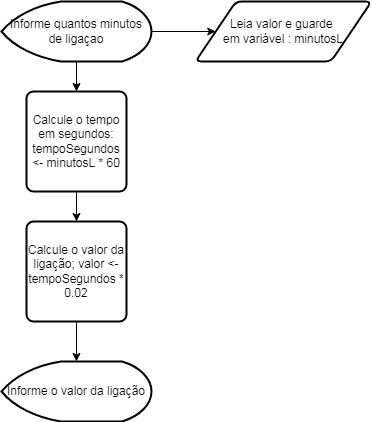 Informe quantos minutos
de ligaçao
Leia valor e guarde
em variável : minutosL
Calcule o tempo
em segundos:
tempoSegundos
<- minutosL * 60
Calcule o valor da
ligação; valor <-
tempoSegundos *
0.02
Informe o valor da ligação